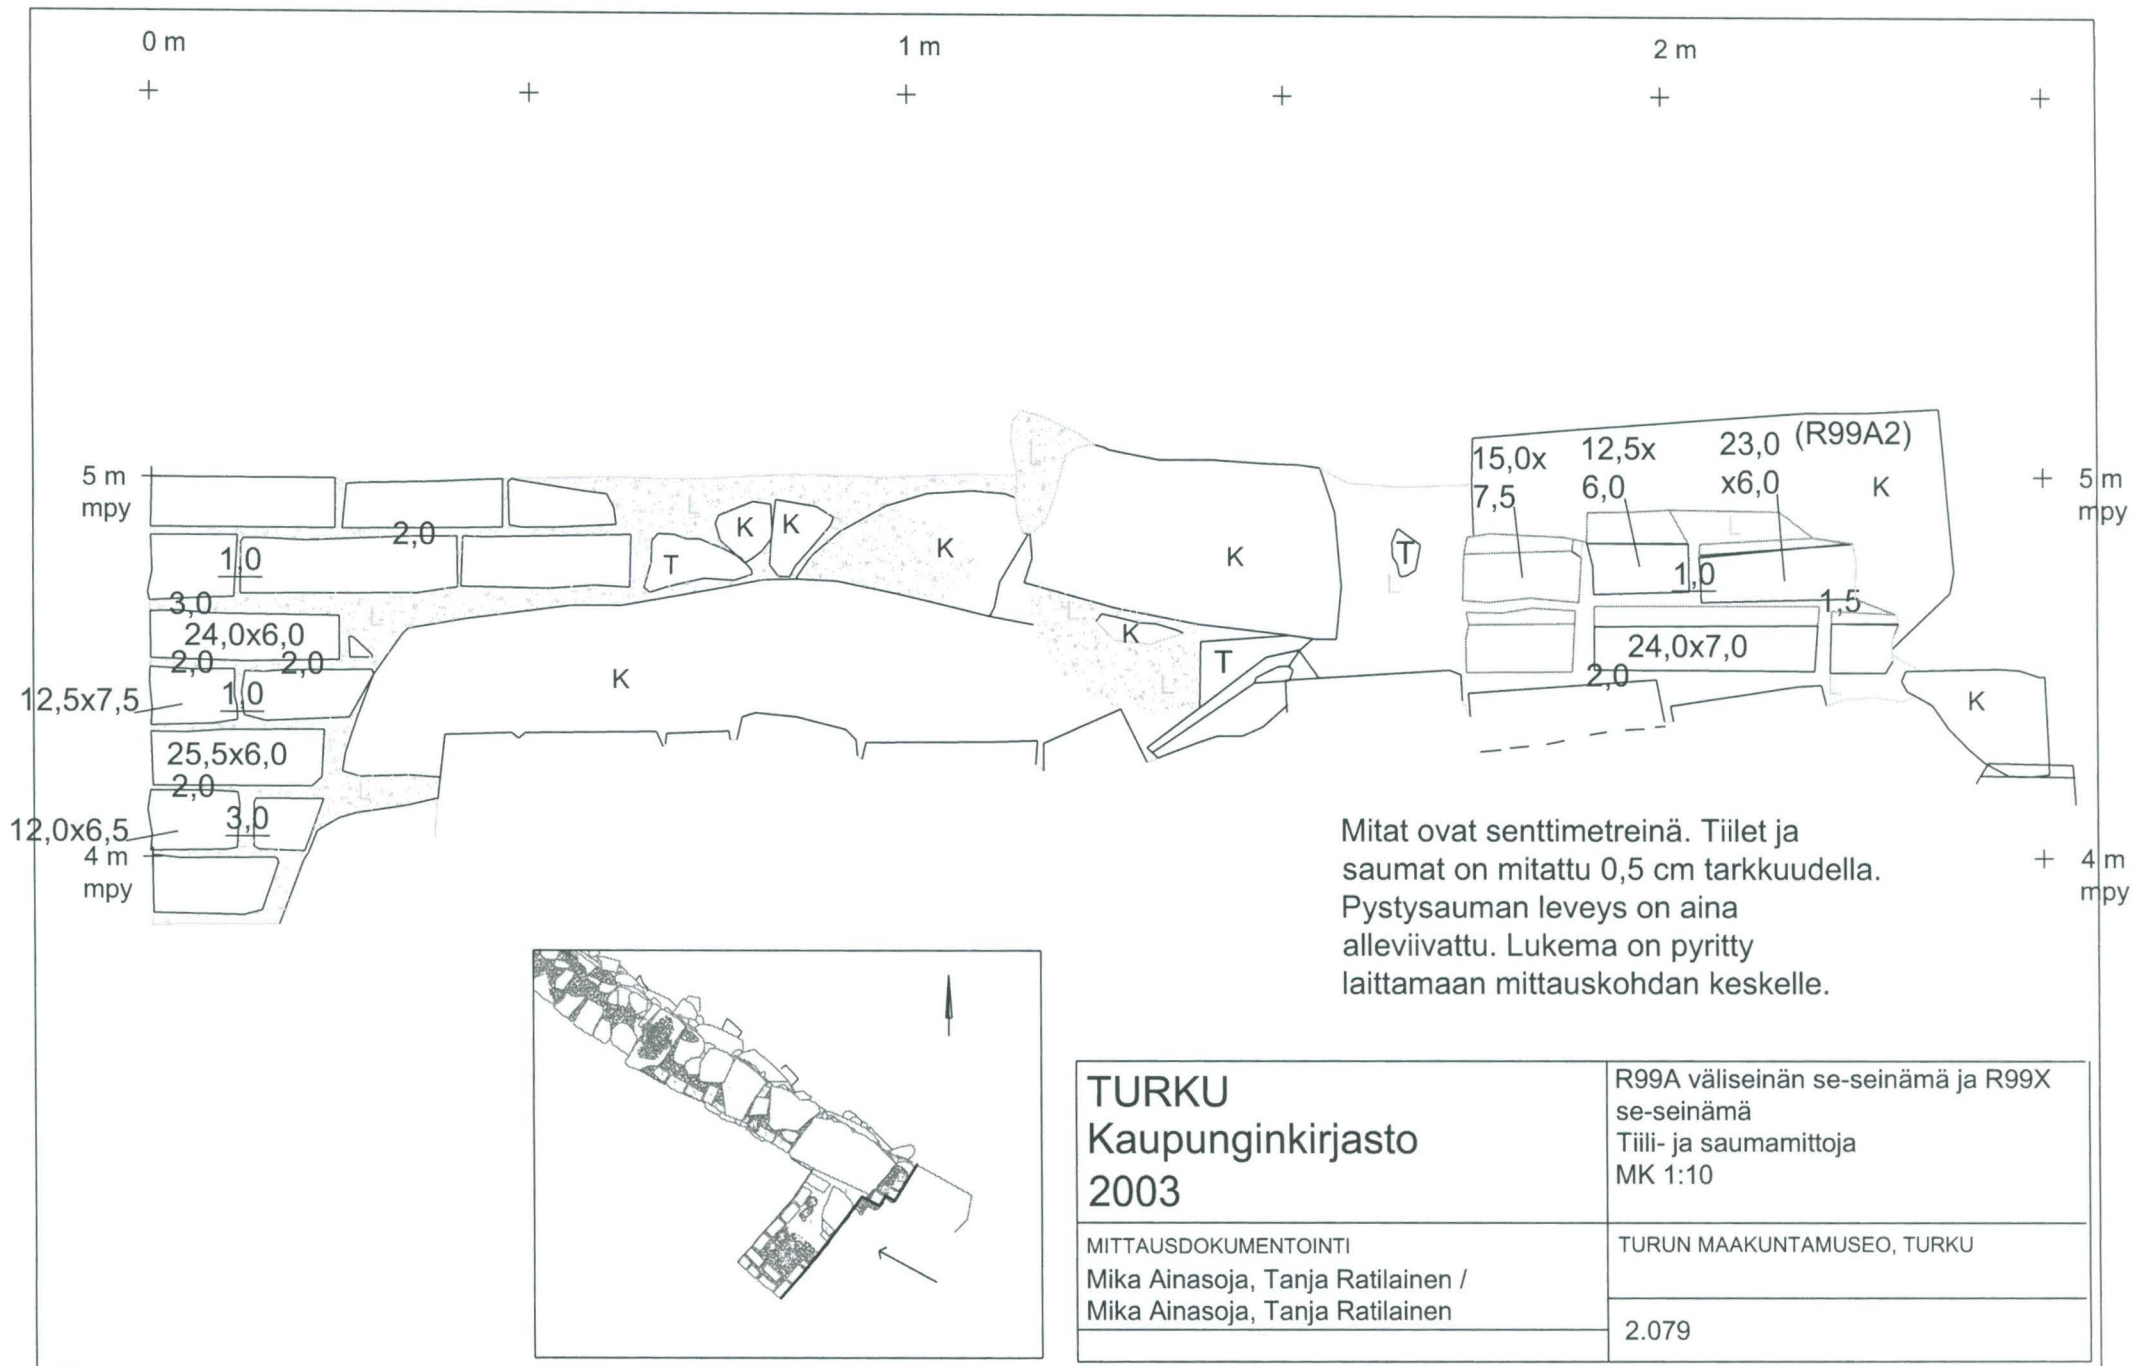 0 m
1 m
2 m
5 m
mpy
5 m
mpy
15,0x
7,5
12,5x
6,0
23,0
x6,0
(R99A2)
K
L
L
2,0
K
K
K
T
K
T
L
1,0
1,0
L
3,0
L
L
K
1,5
24,0x6,0
T
24,0x7,0
2,0
2,0
K
2,0
L
L
K
12,5x7,5
1,0
25,5x6,0
2,0
L
12,0x6,5
3,0
4 m
mpy
4 m
mpy
L
Mitat ovat senttimetreinä. Tiilet ja
saumat on mitattu 0,5 cm tarkkuudella.
Pystysauman leveys on aina
alleviivattu. Lukema on pyritty
laittamaan mittauskohdan keskelle.
TURKU
Kaupunginkirjasto
2003
R99A väliseinän se-seinämä ja R99X
se-seinämä
Tiili- ja saumamittoja
MK 1:10
MITTAUSDOKUMENTOINTI
Mika Ainasoja, Tanja Ratilainen /
Mika Ainasoja, Tanja Ratilainen
TURUN MAAKUNTAMUSEO, TURKU
2.079